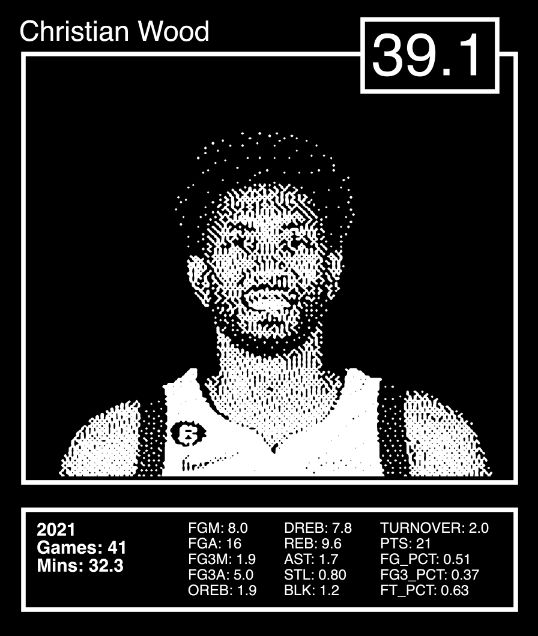 Christian Wood
39.1
2021
Games: 41
Mins: 32.3
FGM: 8.0
FGA: 16
FG3M: 1.9
FG3A: 5.0
OREB: 1.9
DREB: 7.8
REB: 9.6
AST: 1.7
STL: 0.80
BLK: 1.2
TURNOVER: 2.0
PTS: 21
FG_PCT: 0.51
FG3_PCT: 0.37
FT_PCT: 0.63
6